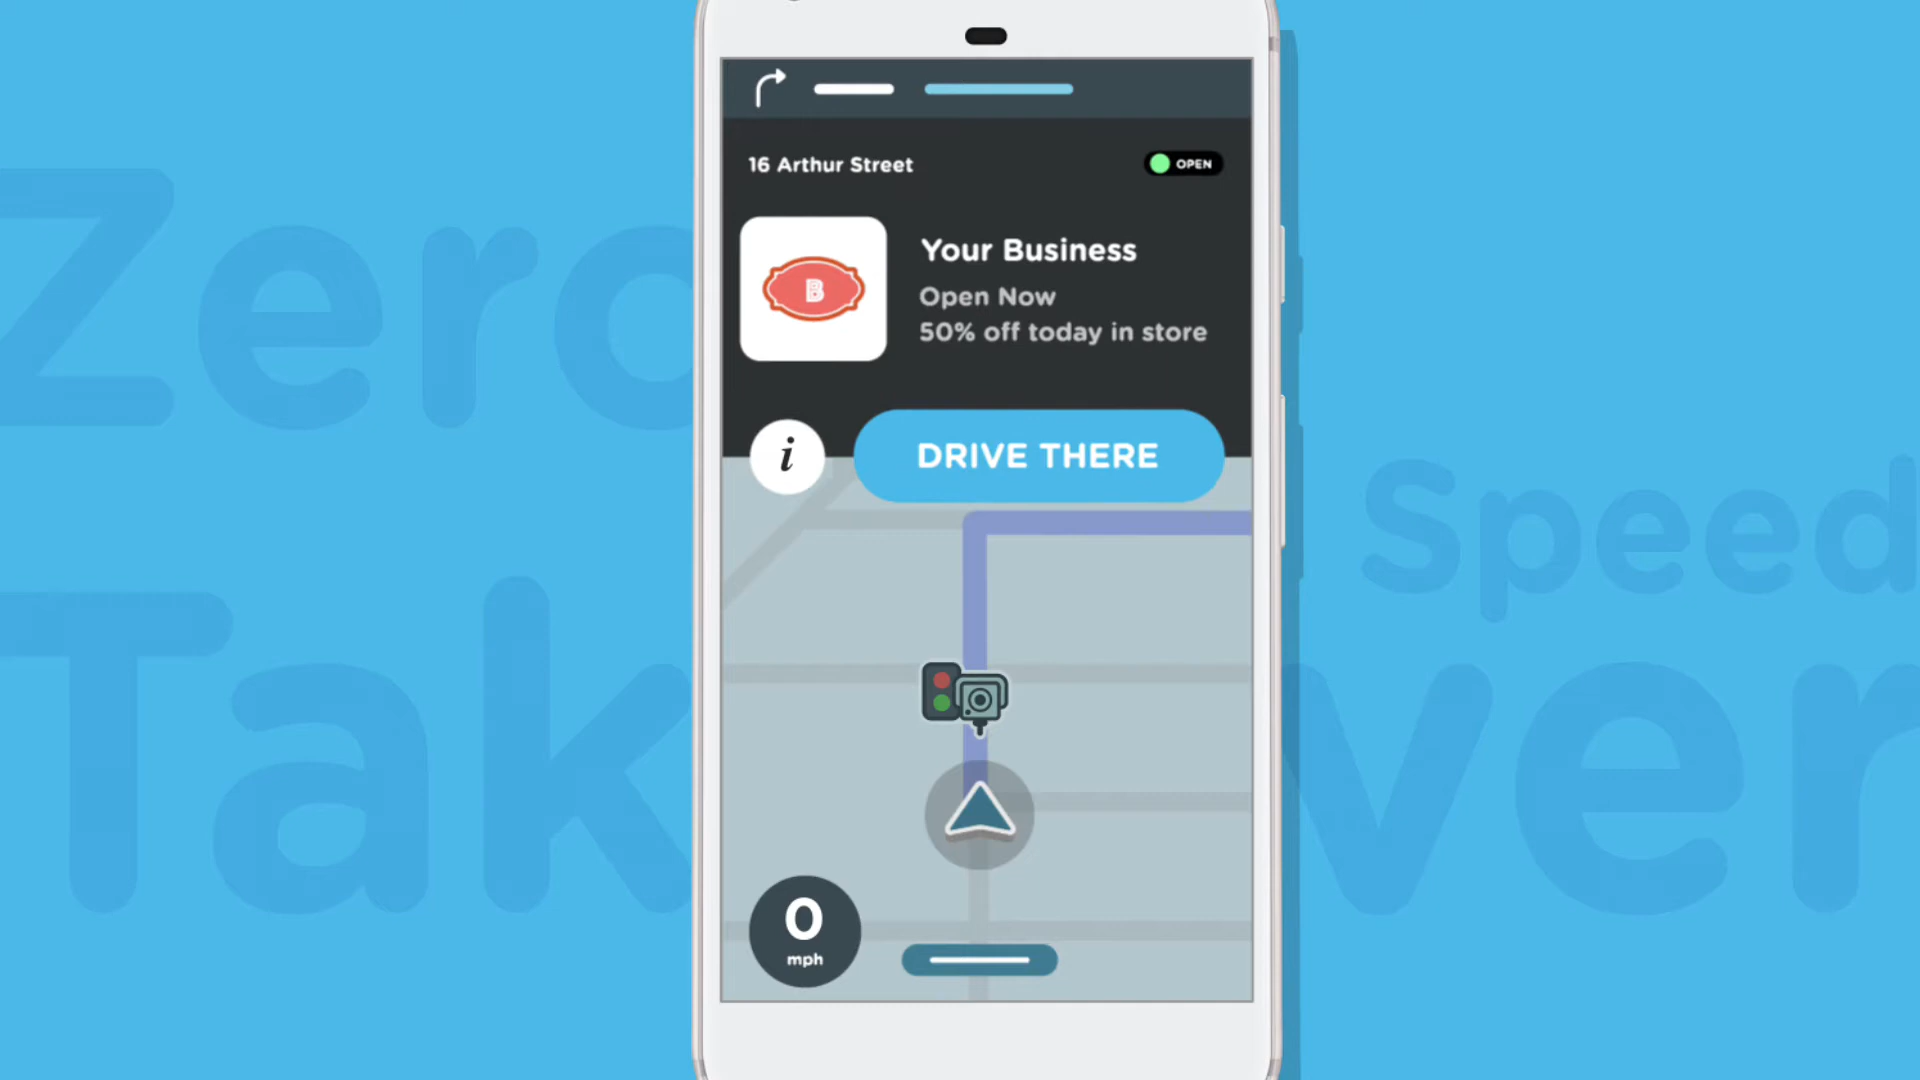 Zero
Speed
Tak
ver
16 Arthur Street
OPEN
B
Your Business
Open Now
50% off today in store
i
DRIVE THERE
0
mph